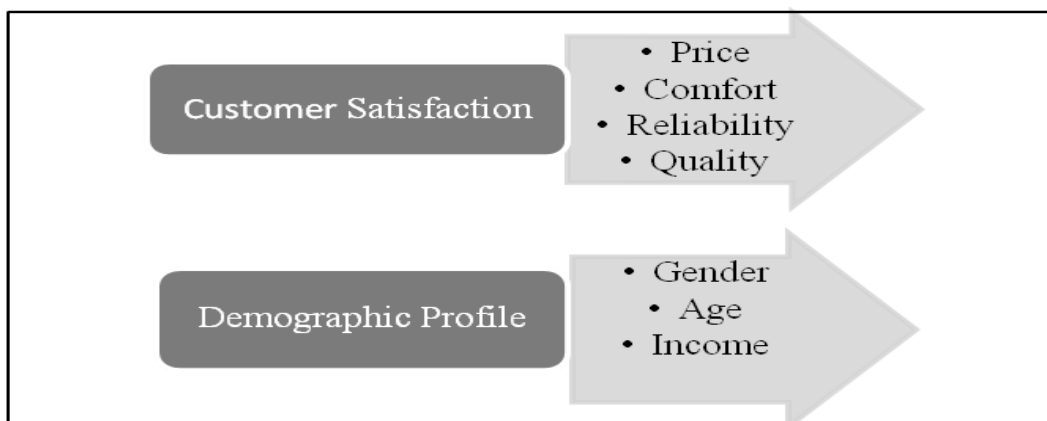 Customer Satisfaction
• Price
• Comfort
• Reliability
• Quality
Demographic Profile
• Gender
• Age
• Income